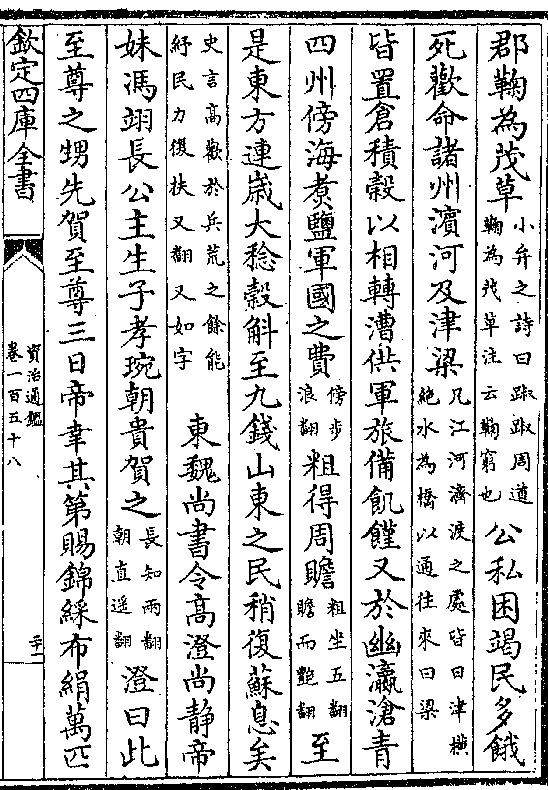 郡鞠為茂草小弁之詩曰踧踧周道鞠為茂草注云鞠窮也公私困竭民多餓
死歡命諸州濱河及津梁凡江河濟渡之處皆曰津橫絶水為橋以通往來曰梁
皆置倉積穀以相轉漕供軍旅備飢饉又於幽瀛滄青
四州傍海煑鹽軍國之費傍步浪翻粗得周贍粗坐五翻贍而艶翻至
是東方連歲大稔穀斛至九錢山東之民稍復蘇息矣
史言高歡於兵荒之餘能紓民力復扶又翻又如字東魏尚書令髙澄尚静帝
妹馮翊長公主生子孝琬朝貴賀之長知兩翻朝直遥翻澄曰此
至尊之甥先賀至尊三日帝幸其第賜錦綵布絹萬匹
欽定四庫全書
資治通鑑
卷一百五十八
二十一